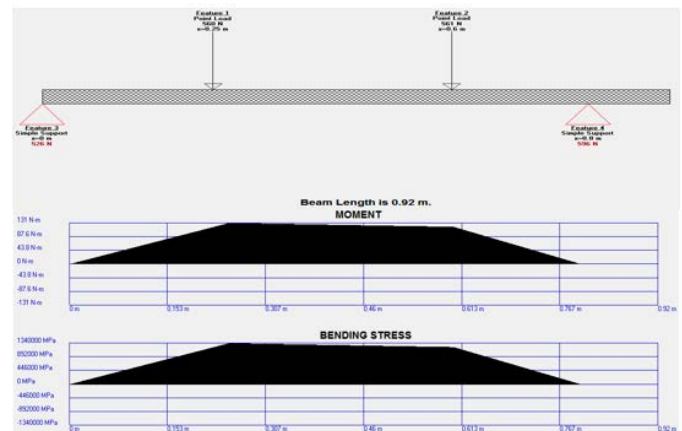 Feature 1
Point Load
560 N
x=0.25 m
Feature 2
Point Load
561 N
x=0.6 m
Feature 3
Simple Support
x=0 m
526 N
Feature 4
Simple Support
x=0.8 m
596 N
Beam Length is 0.92 m.
MOMENT
131 N-m
87.6 N-m
43.8 N-m
0 N-m
-43.8 N-m
-87.6 N-m
-131 N-m
0 m
0.153 m
0.307 m
0.46 m
0.613 m
0.767 m
0.92 m
BENDING STRESS
1340000 MPa
892000 MPa
446000 MPa
0 MPa
-446000 MPa
-892000 MPa
-1340000 MPa
0 m
0.153 m
0.307 m
0.46 m
0.613 m
0.767 m
0.92 m